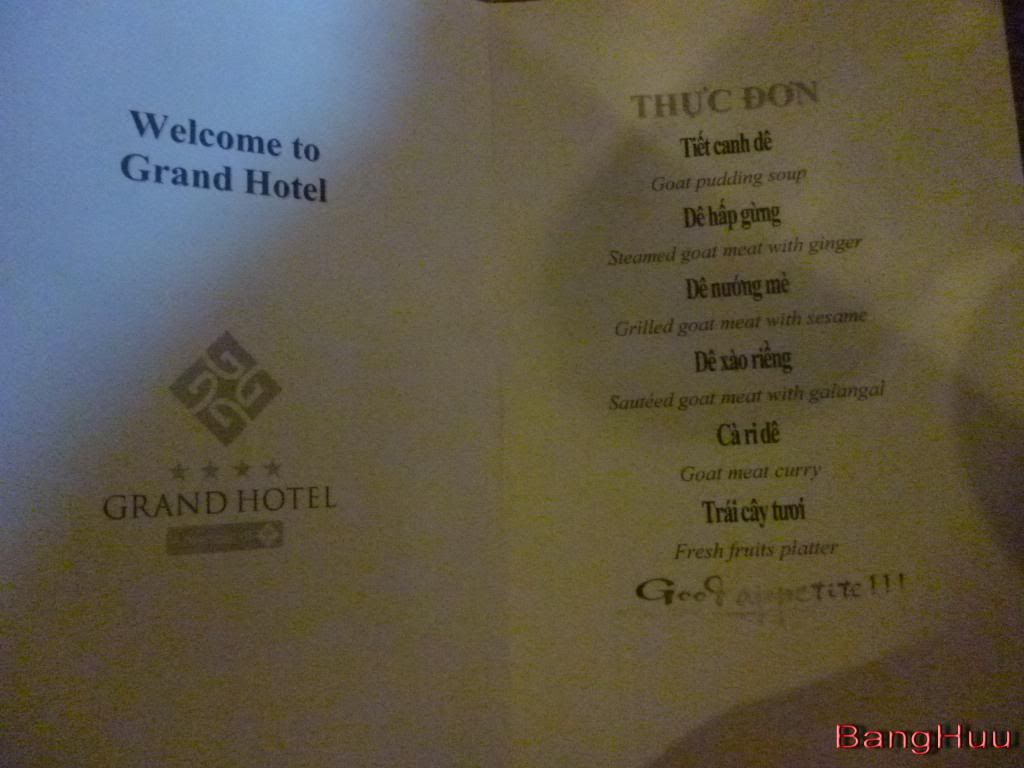 Welcome to
Grand Hotel
GRAND HOTEL
THỰC ĐƠN
Tiết canh dê
Goat pudding soup
Dê hấp gừng
Steamed goat meat with ginger
Dê nướng mè
Grilled goat meat with sesame
Dê xào riềng
Sautéed goat meat with galangal
Cà ri dê
Goat meat curry
Trái cây tươi
Fresh fruits platter
Good appetite!!!
BangHuu